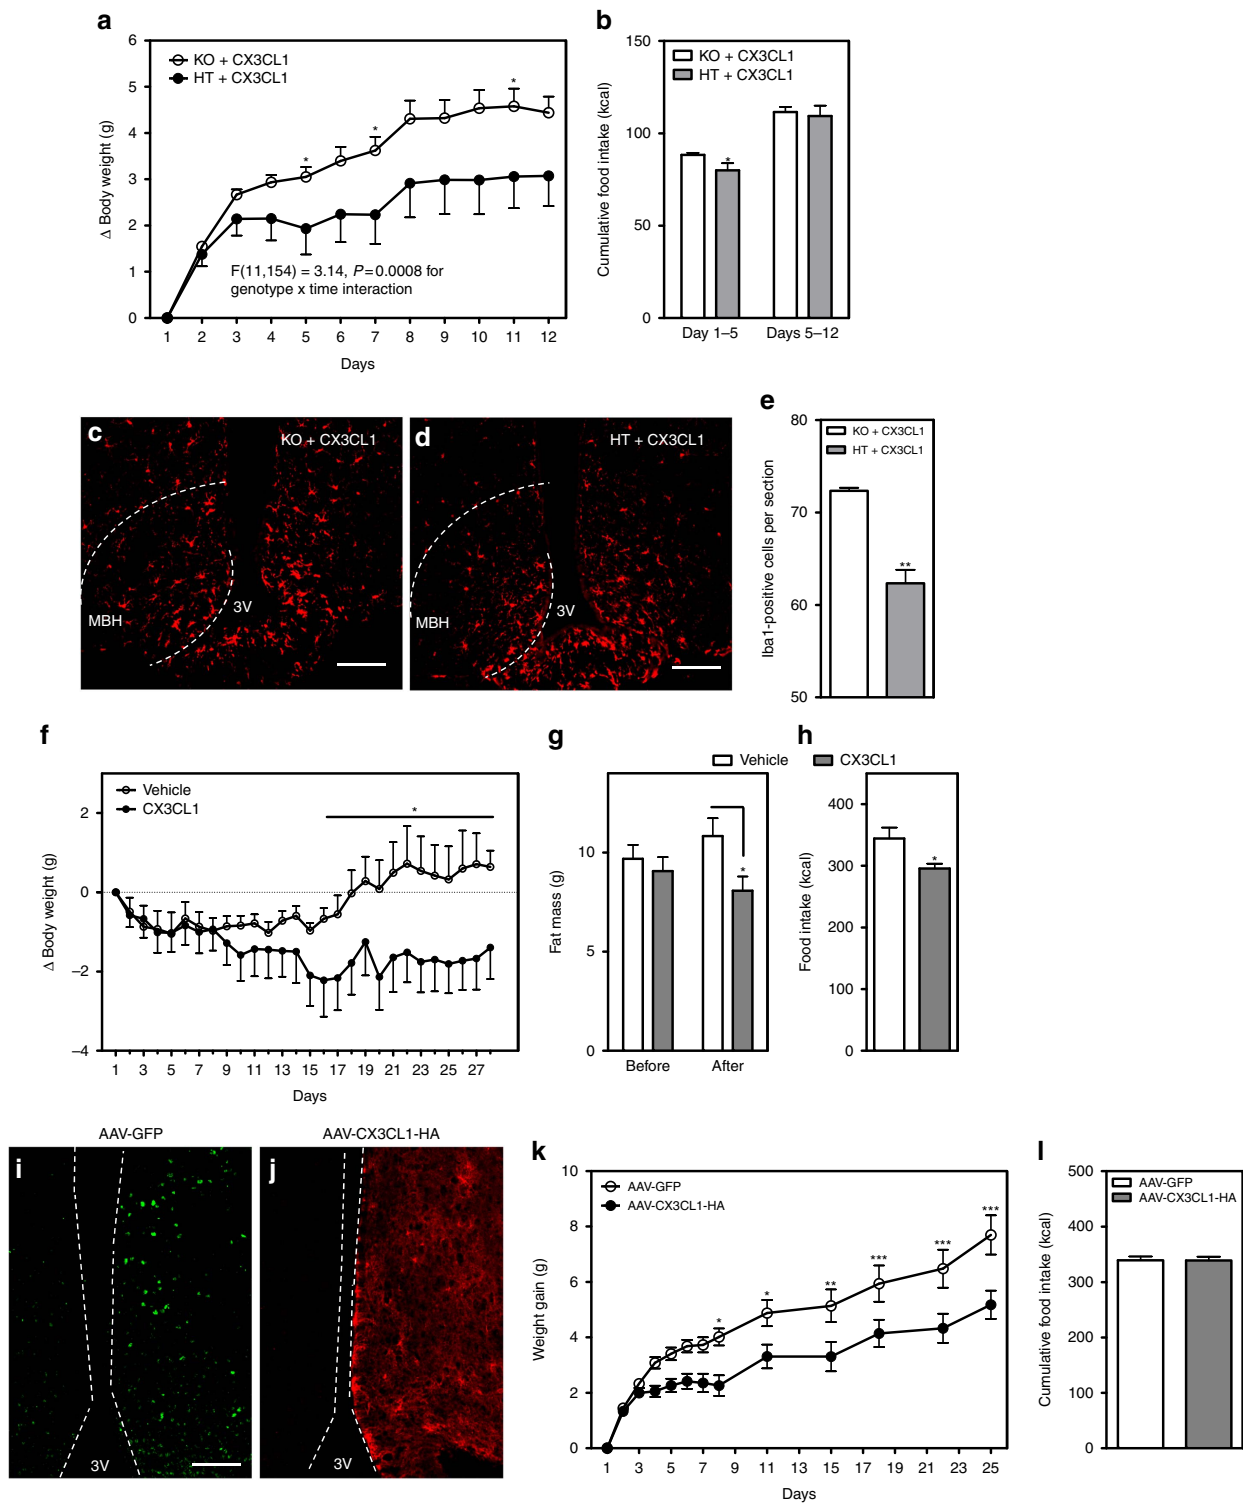 a
6
5
4
3
2
1
0
Δ Body weight (g)
KO + CX3CL1
HT + CX3CL1
*
*
*
F(11,154) = 3.14, P=0.0008 for
genotype x time interaction
1 2 3 4 5 6 7 8 9 10 11 12
Days
b
150
100
50
0
Cumulative food intake (kcal)
KO + CX3CL1
HT + CX3CL1
*
Day 1–5 Days 5–12
c
KO + CX3CL1
MBH
3V
d
HT + CX3CL1
MBH
3V
e
80
70
60
50
Iba1-positive cells per section
KO + CX3CL1
HT + CX3CL1
**
f
2
0
–2
–4
Δ Body weight (g)
Vehicle
CX3CL1
*
1 3 5 7 9 11 13 15 17 19 21 23 25 27
Days
g
Vehicle CX3CL1
10
5
0
Fat mass (g)
*
Before After
h
400
300
200
100
0
Food intake (kcal)
*
AAV-GFP
i
3V
AAV-CX3CL1-HA
j
3V
k
10
8
6
4
2
0
Weight gain (g)
AAV-GFP
AAV-CX3CL1-HA
*
*
**
***
***
***
1 3 5 7 9 11 13 15 17 19 21 23 25
Days
l
500
400
300
200
100
0
Cumulative food intake (kcal)
AAV-GFP
AAV-CX3CL1-HA